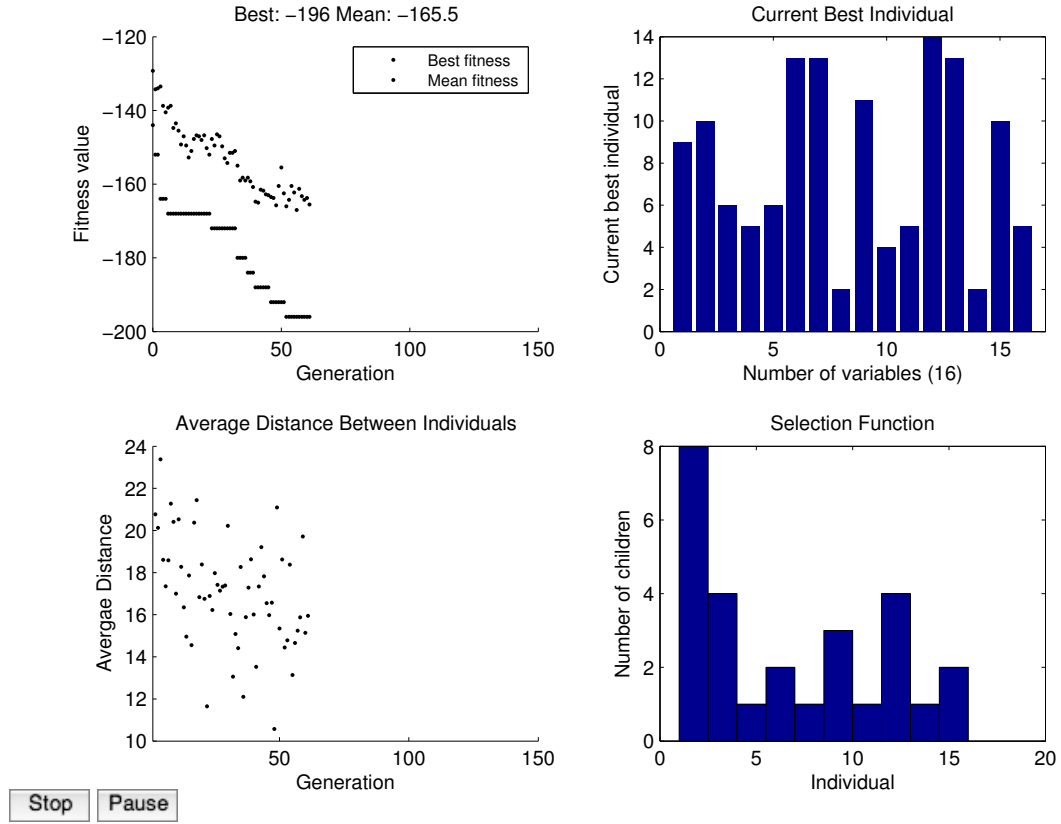 Best: −196 Mean: −165.5
−120
−140
−160
−180
−200
0
50
100
150
Fitness value
Generation
Best fitness
Mean fitness
Current Best Individual
14
12
10
8
6
4
2
0
0
5
10
15
Current best individual
Number of variables (16)
Average Distance Between Individuals
24
22
20
18
16
14
12
10
0
50
100
150
Avergae Distance
Generation
Selection Function
8
6
4
2
0
0
5
10
15
20
Number of children
Individual
Stop
Pause